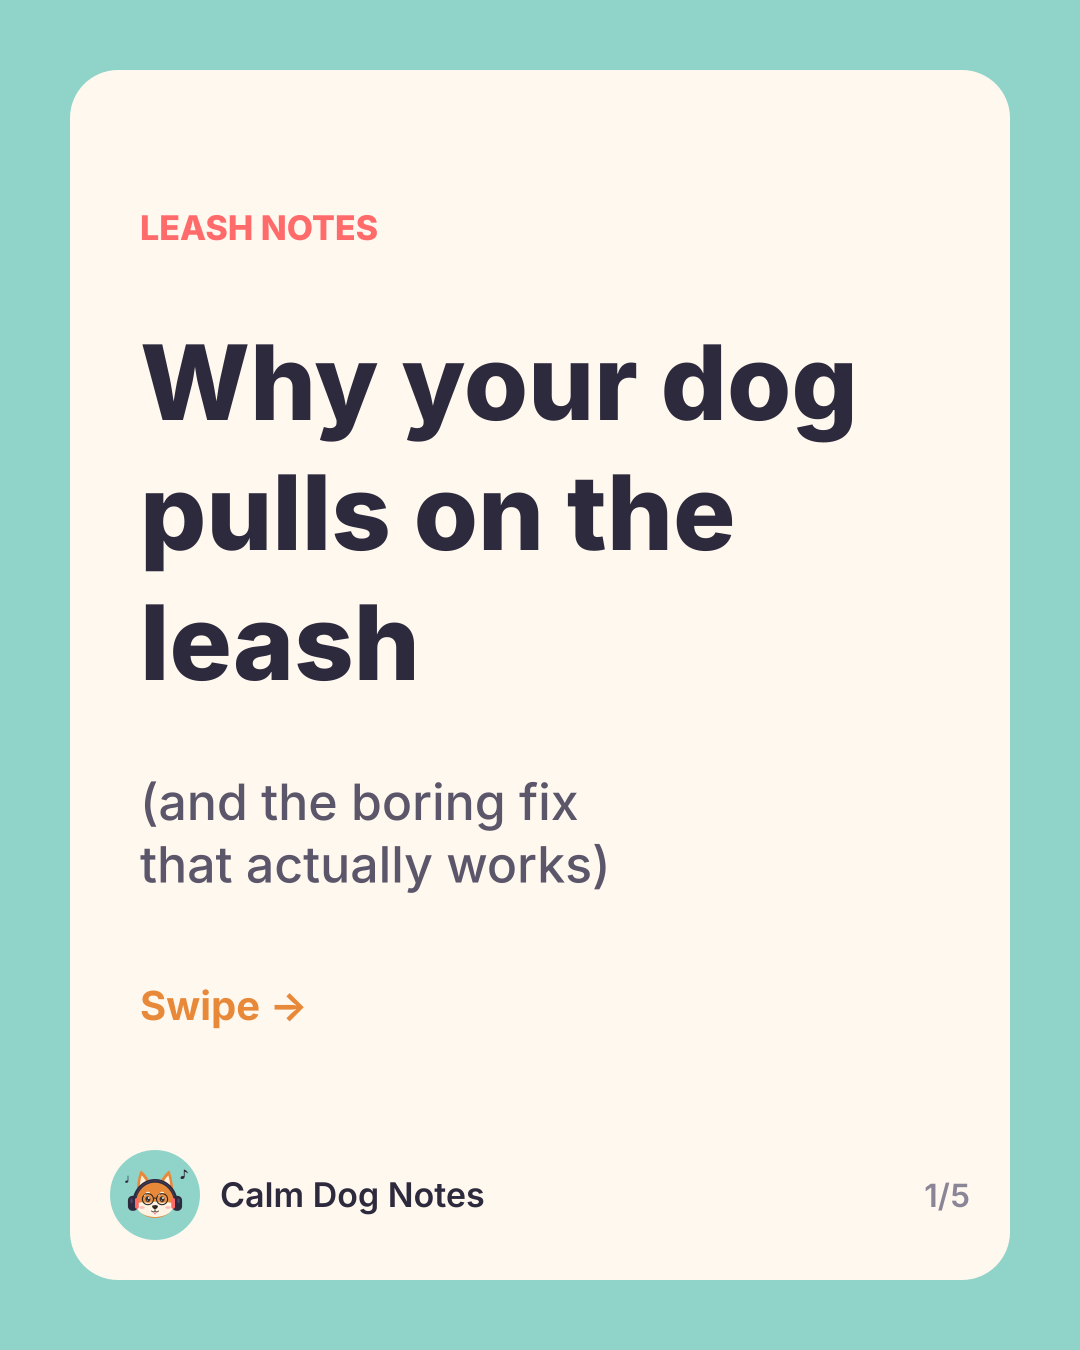 LEASH NOTES
Why your dog
pulls on the
leash
(and the boring fix
that actually works)
Swipe →
Calm Dog Notes
1/5